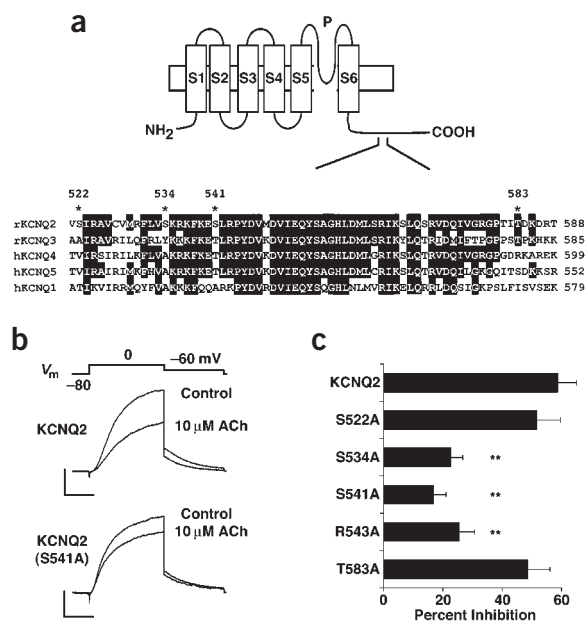 a
P
S1 S2 S3 S4 S5 S6
NH2 COOH
522 534 541 583
* * * *
rKCNQ2 VSIRAVCVMRFLVSKRKFKESLRPYDVMDVIEQYSAGHLDMLSRIKSLQSRVDQIVGRGPTITDKDRT 588
rKCNQ3 AAIRAVRILQFRLYKKKFKETLRPYDVKDVIEQYSAGHLDMLSRIKYLQTRIDMIFTPGPPSTPKHKK 585
hKCNQ4 TVIRSIRILKFLVAKRKFKETLRPYDVKDVIEQYSAGHLDMLGRIKSLQTRVDQIVGRGPGDRKAREK 599
hKCNQ5 TVIRAIRIMKFHVAKRKFKETLRPYDVKDVIEQYSAGHLDMLCRIKSLQTRVDQILGKGQITSDKKSR 552
hKCNQ1 ATIKVIRRMQYFVAKKKFQQARKPYDVRDVIEQYSQGHLNLMVRIKELQRRLDQSIGKPSLFISVSEK 579
b
0
Vm −60 mV
−80
Control
KCNQ2
10 µM ACh
Control
KCNQ2
(S541A)
10 µM ACh
c
KCNQ2
S522A
S534A **
S541A **
R543A **
T583A
0 20 40 60
Percent Inhibition